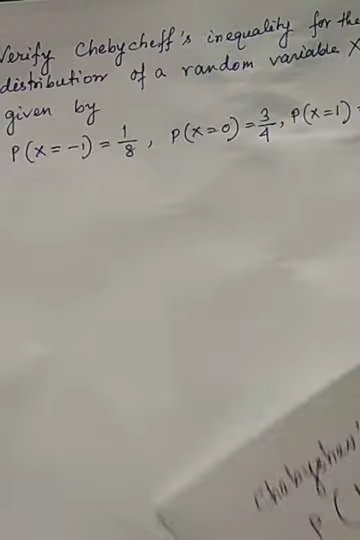 Verify Chebycheff's inequality for the
distribution of a random variable X
given by
P(X = -1) = 1/8, P(X=0) = 3/4, P(X=1) =
P(